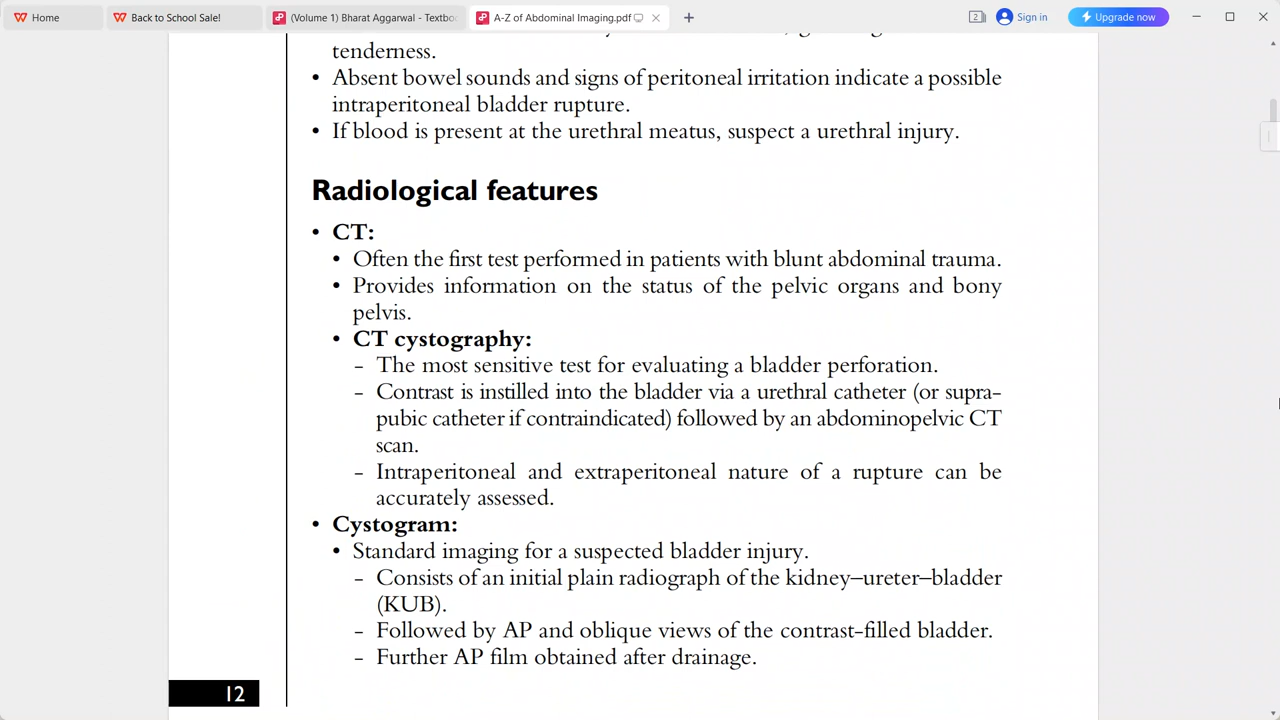 Home
Back to School Sale
(Volume 1) Bharat Aggarwal - Textbo
A-Z of Abdominal Imaging.pdf
2
Sign in
Upgrade now
tenderness.
• Absent bowel sounds and signs of peritoneal irritation indicate a possible
intraperitoneal bladder rupture.
• If blood is present at the urethral meatus, suspect a urethral injury.
Radiological features
• CT:
• Often the first test performed in patients with blunt abdominal trauma.
• Provides information on the status of the pelvic organs and bony
pelvis.
• CT cystography:
– The most sensitive test for evaluating a bladder perforation.
– Contrast is instilled into the bladder via a urethral catheter (or supra-
pubic catheter if contraindicated) followed by an abdominopelvic CT
scan.
– Intraperitoneal and extraperitoneal nature of a rupture can be
accurately assessed.
• Cystogram:
• Standard imaging for a suspected bladder injury.
– Consists of an initial plain radiograph of the kidney–ureter–bladder
(KUB).
– Followed by AP and oblique views of the contrast-filled bladder.
– Further AP film obtained after drainage.
12